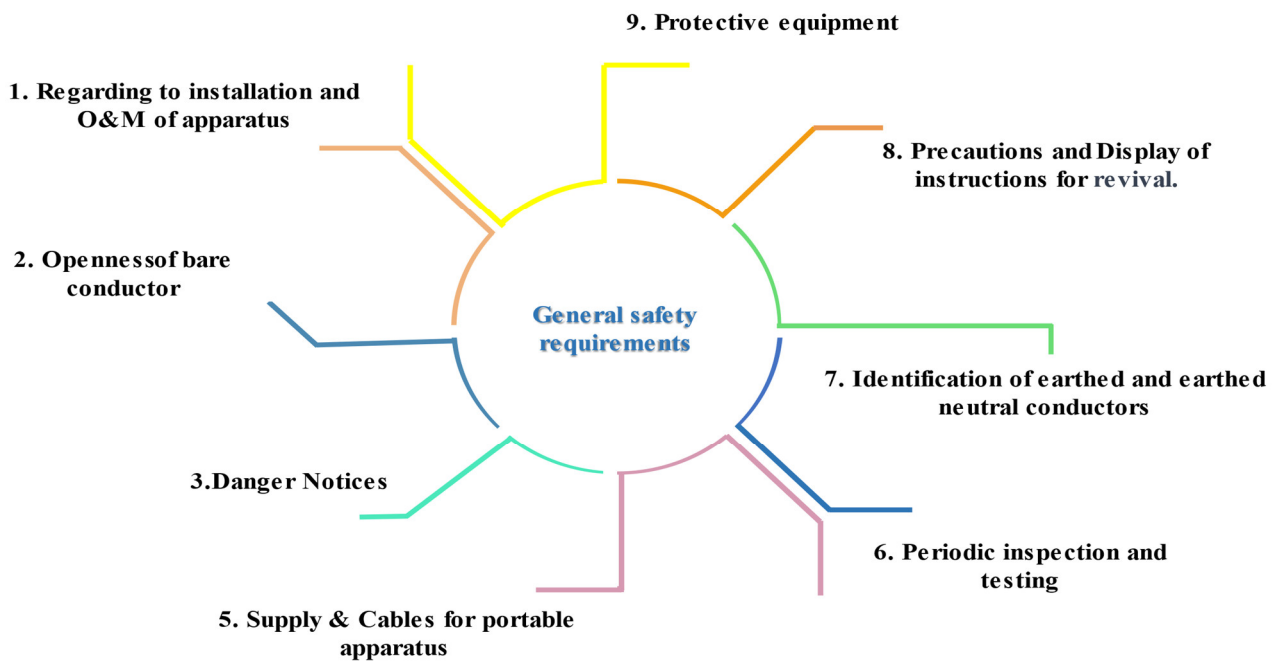 9. Protective equipment
1. Regarding to installation and
O&M of apparatus
8. Precautions and Display of
instructions for revival.
2. Opennessof bare
conductor
General safety
requirements
7. Identification of earthed and earthed
neutral conductors
3.Danger Notices
6. Periodic inspection and
testing
5. Supply & Cables for portable
apparatus